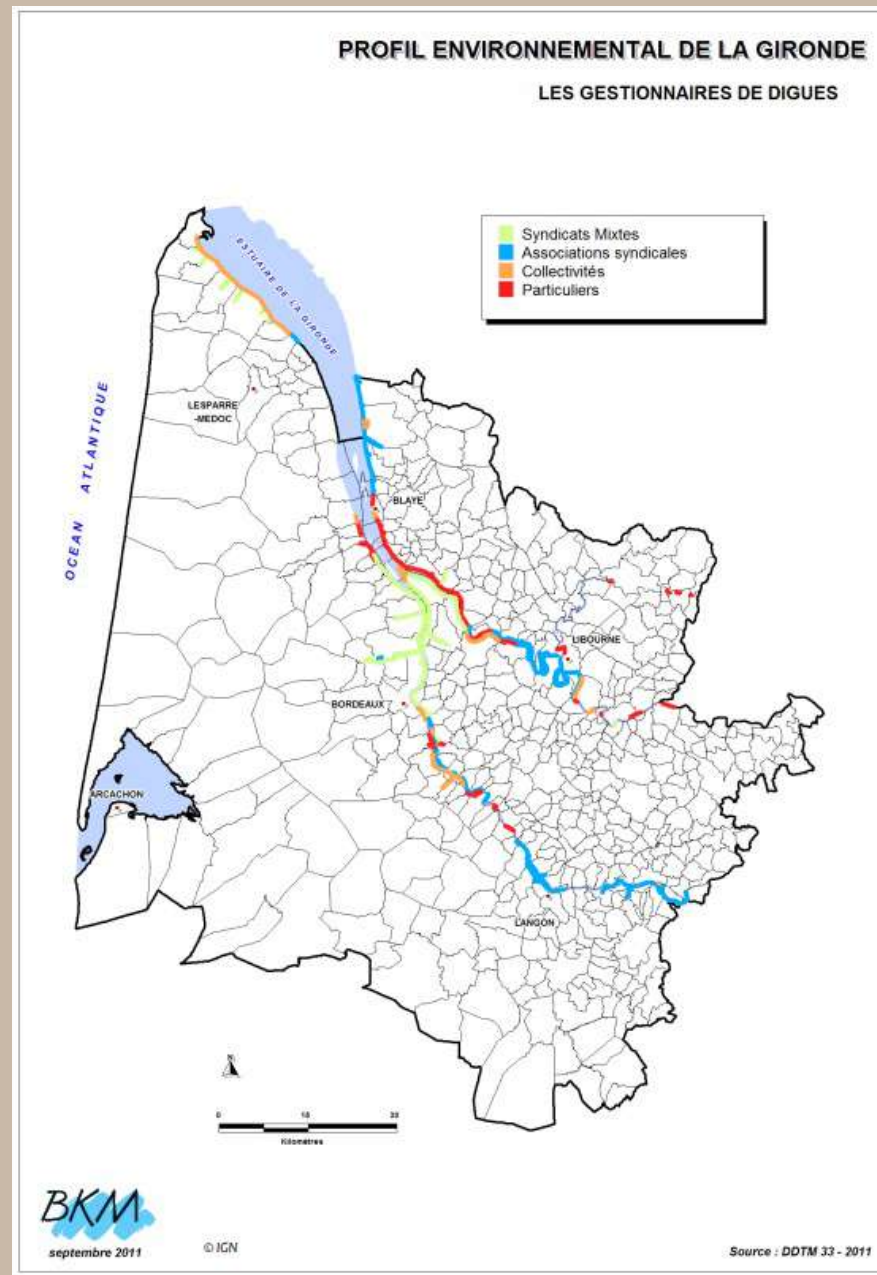 PROFIL ENVIRONNEMENTAL DE LA GIRONDE
LES GESTIONNAIRES DE DIGUES
Syndicats Mixtes
Associations syndicales
Collectivités
Particuliers
ESTUAIRE DE LA GIRONDE
OCEAN ATLANTIQUE
LESPARRE
-MEDOC
BLAYE
LIBOURNE
BORDEAUX
ARCACHON
LANGON
N
0 10 20
Kilomètres
BKM
septembre 2011
© IGN
Source : DDTM 33 - 2011